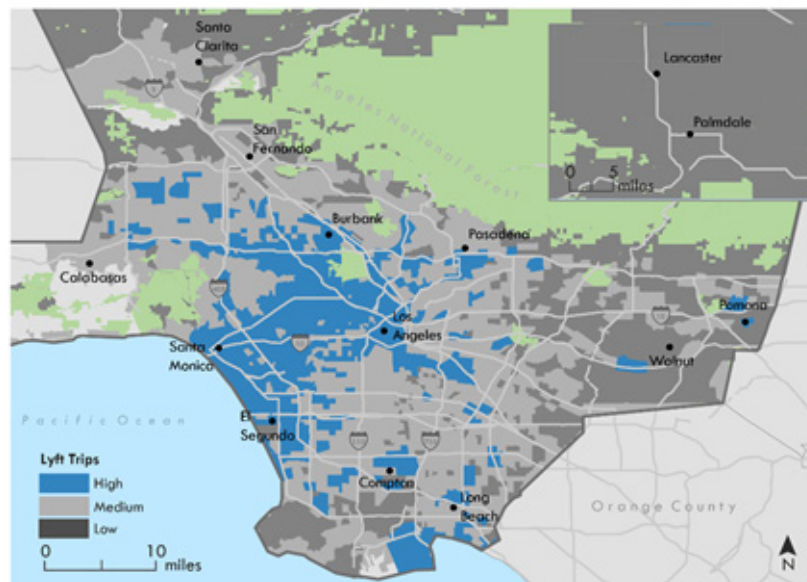 Santa
Clarita
Lancaster
Palmdale
0 5
miles
San
Fernando
Angeles National Forest
Burbank
Pasadena
Calabasas
Los
Angeles
Pomona
Walnut
Santa
Monica
Pacific Ocean
El
Segundo
Lyft Trips
High
Medium
Low
Compton
Long
Beach
Orange County
0 10
miles
N